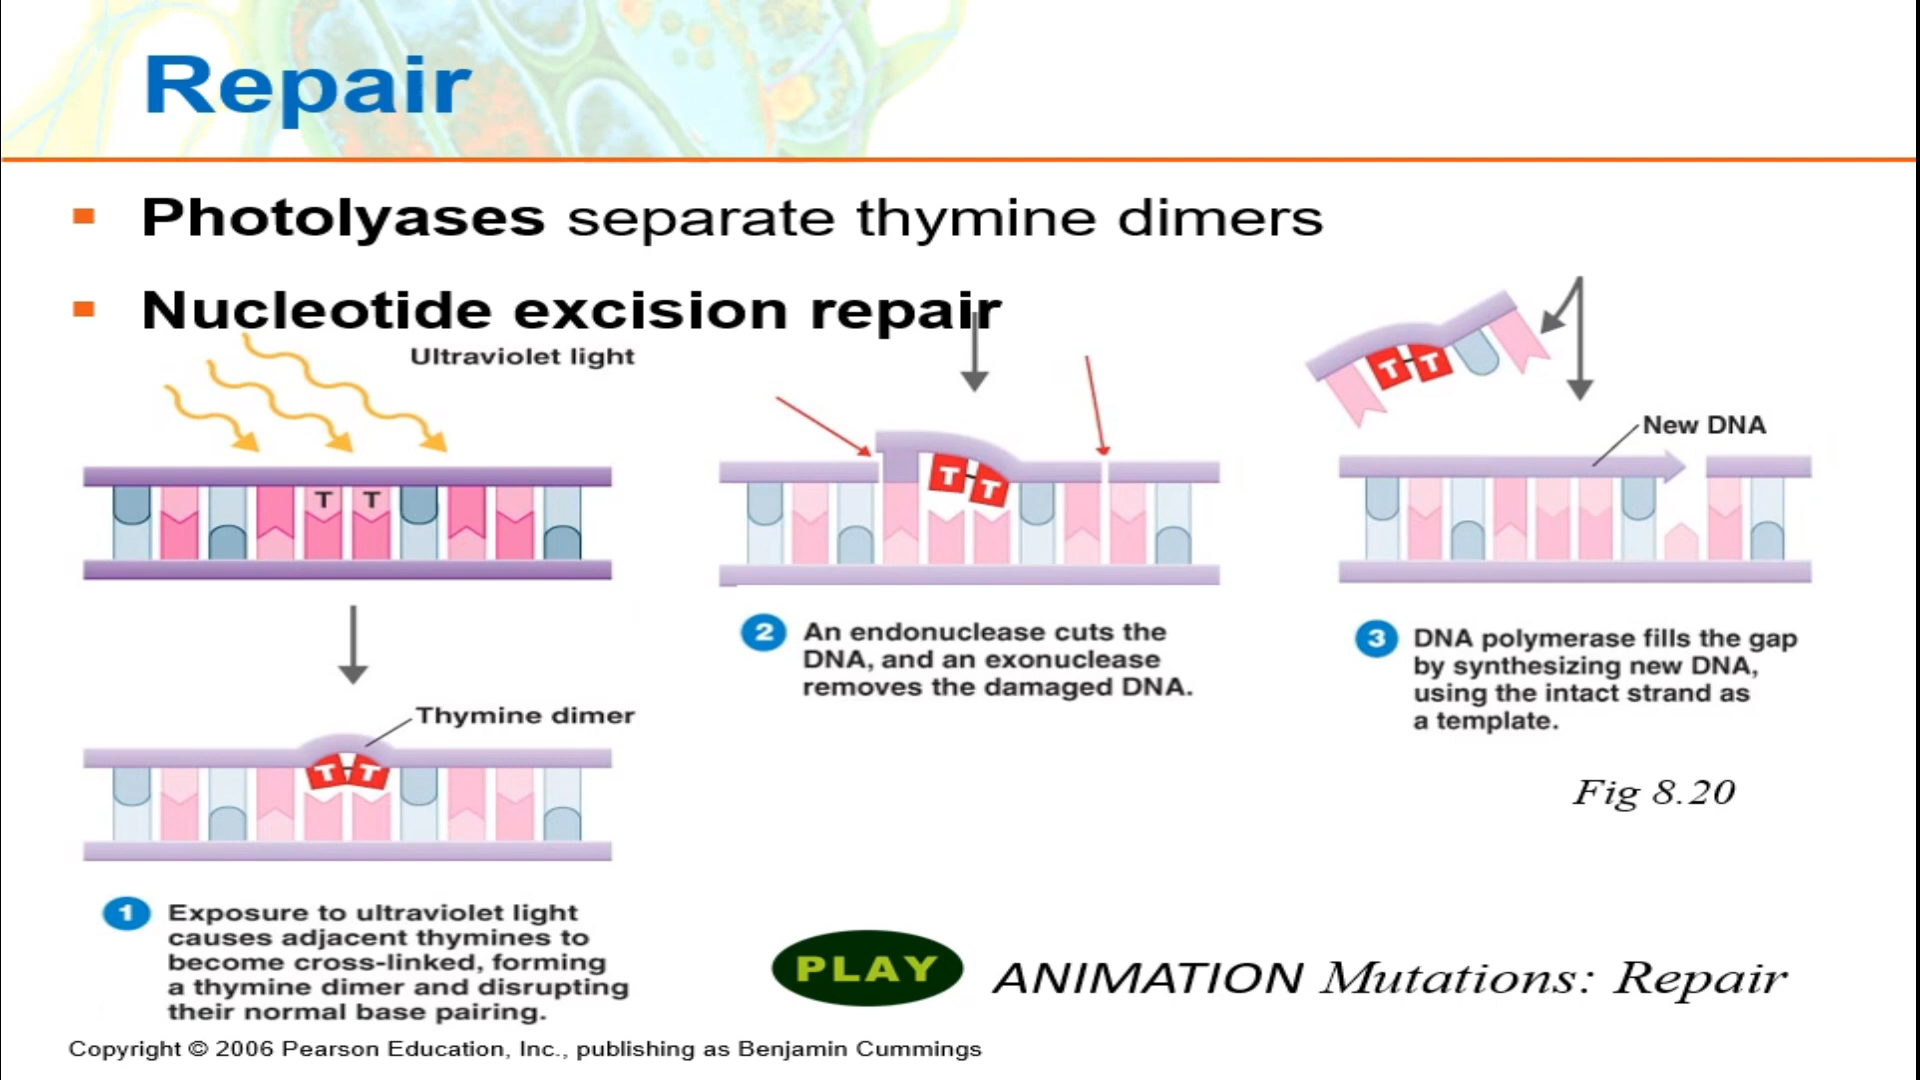 Repair
Photolyases separate thymine dimers
Nucleotide excision repair
Ultraviolet light
T T
Thymine dimer
T T
1 Exposure to ultraviolet light
causes adjacent thymines to
become cross-linked, forming
a thymine dimer and disrupting
their normal base pairing.
T T
2 An endonuclease cuts the
DNA, and an exonuclease
removes the damaged DNA.
T T
New DNA
3 DNA polymerase fills the gap
by synthesizing new DNA,
using the intact strand as
a template.
Fig 8.20
PLAY ANIMATION Mutations: Repair
Copyright © 2006 Pearson Education, Inc., publishing as Benjamin Cummings